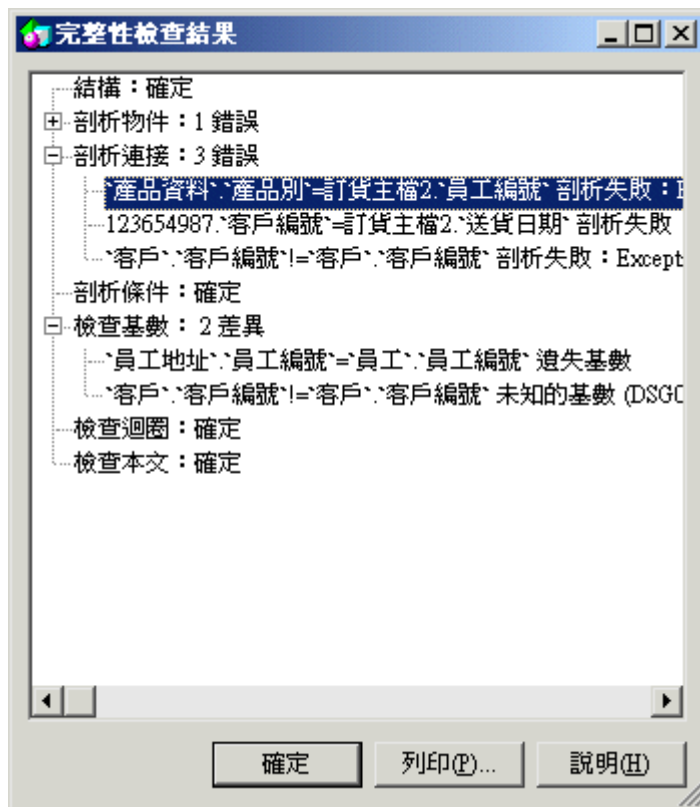 完整性檢查結果
結構：確定
剖析物件：1 錯誤
剖析連接：3 錯誤
`產品資料`.`產品別`=訂貨主檔2.`員工編號` 剖析失敗：E
123654987.`客戶編號`=訂貨主檔2.`送貨日期` 剖析失敗
`客戶`.`客戶編號`!=`客戶`.`客戶編號` 剖析失敗：Except
剖析條件：確定
檢查基數： 2 差異
`員工地址`.`員工編號`=`員工`.`員工編號` 遺失基數
`客戶`.`客戶編號`!=`客戶`.`客戶編號` 未知的基數 (DSGC
檢查迴圈：確定
檢查本文：確定
確定 列印(P)... 說明(H)